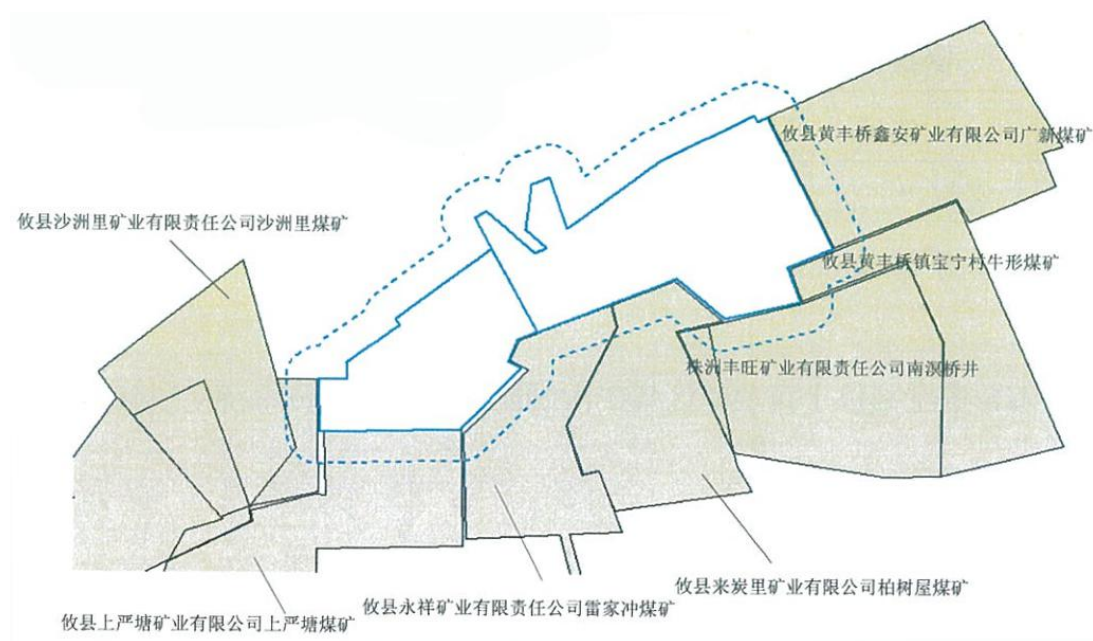 攸县黄丰桥鑫安矿业有限公司广新煤矿
攸县沙洲里矿业有限责任公司沙洲里煤矿
攸县黄丰桥镇宝宁村牛形煤矿
株洲丰旺矿业有限责任公司南溟桥井
攸县来炭里矿业有限公司柏树屋煤矿
攸县永祥矿业有限责任公司雷家冲煤矿
攸县上严塘矿业有限公司上严塘煤矿